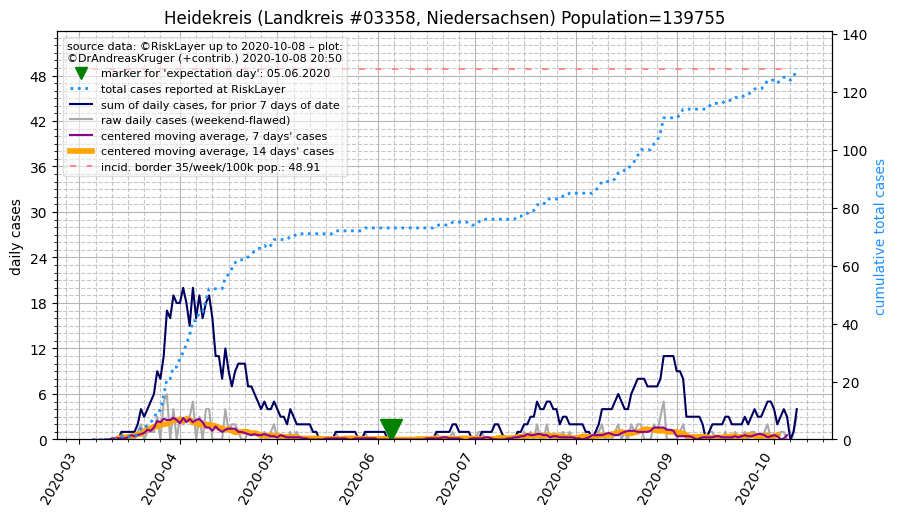 Heidekreis (Landkreis #03358, Niedersachsen) Population=139755
source data: ©RiskLayer up to 2020-10-08 – plot:
©DrAndreasKruger (+contrib.) 2020-10-08 20:50
marker for 'expectation day': 05.06.2020
total cases reported at RiskLayer
sum of daily cases, for prior 7 days of date
raw daily cases (weekend-flawed)
centered moving average, 7 days' cases
centered moving average, 14 days' cases
incid. border 35/week/100k pop.: 48.91
daily cases
48
42
36
30
24
18
12
6
0
140
120
100
80
60
40
20
0
cumulative total cases
2020-03
2020-04
2020-05
2020-06
2020-07
2020-08
2020-09
2020-10